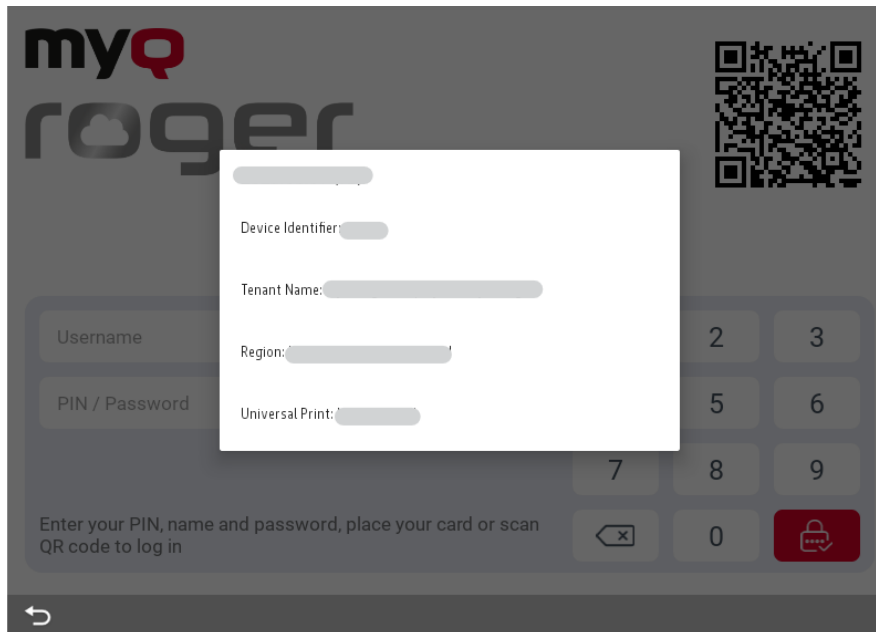 myQ
roger
Device Identifier:
Tenant Name:
Region:
Universal Print:
Username
PIN / Password
2
3
5
6
7
8
9
0
Enter your PIN, name and password, place your card or scan
QR code to log in